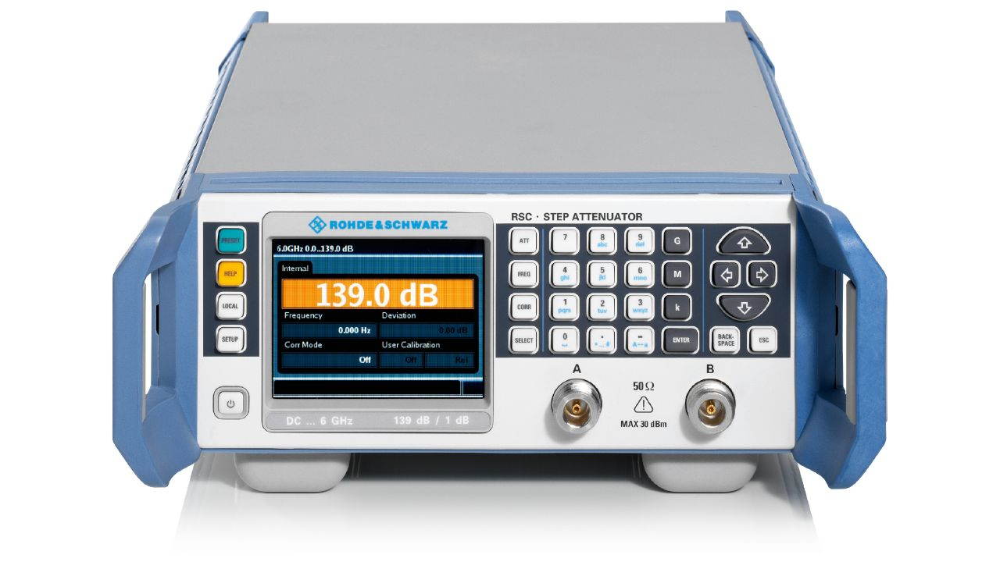 ROHDE&SCHWARZ
RSC · STEP ATTENUATOR
PRESET
HELP
LOCAL
SETUP
6.0GHz 0.0..139.0 dB
Internal
139.0 dB
Frequency Deviation
0.000 Hz 0.00 dB
Corr Mode User Calibration
Off Off Rel
DC ... 6 GHz 139 dB / 1 dB
ATT 7 8 abc 9 def G
FREQ 4 ghi 5 jkl 6 mno M
CORR 1 pqrs 2 tuv 3 wxyz k
SELECT 0 . * ... # A↔a ENTER BACK-
SPACE ESC
A B
50 Ω
MAX 30 dBm